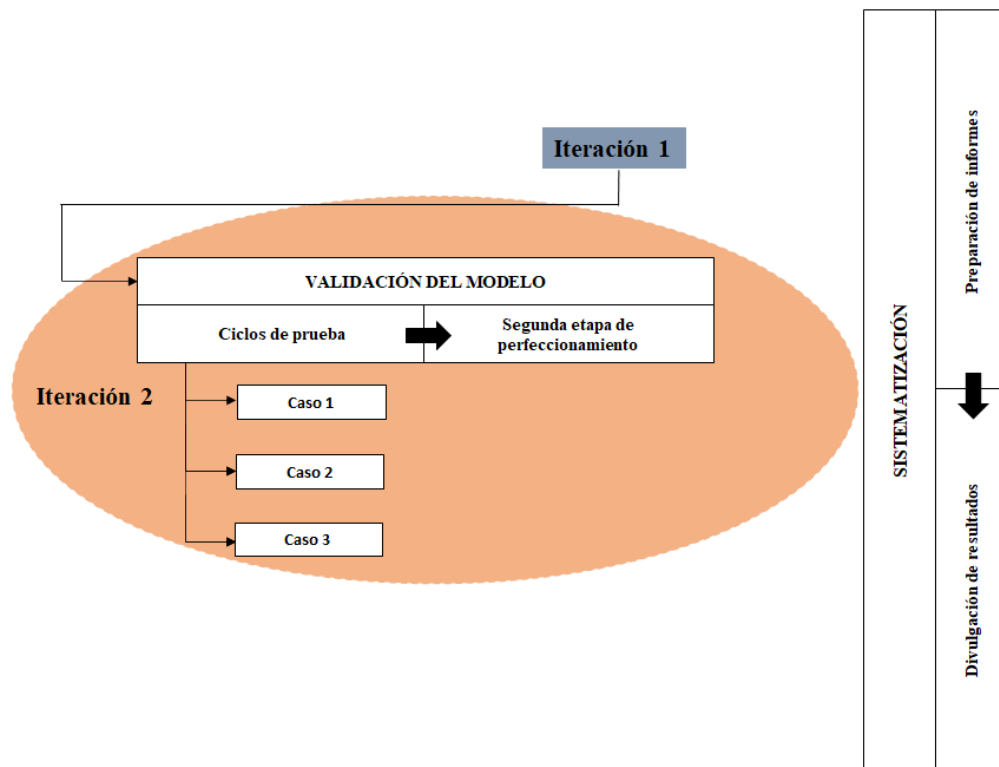 Iteración 1
VALIDACIÓN DEL MODELO
Ciclos de prueba
Segunda etapa de
perfeccionamiento
Iteración 2
Caso 1
Caso 2
Caso 3
SISTEMATIZACIÓN
Preparación de informes
Divulgación de resultados